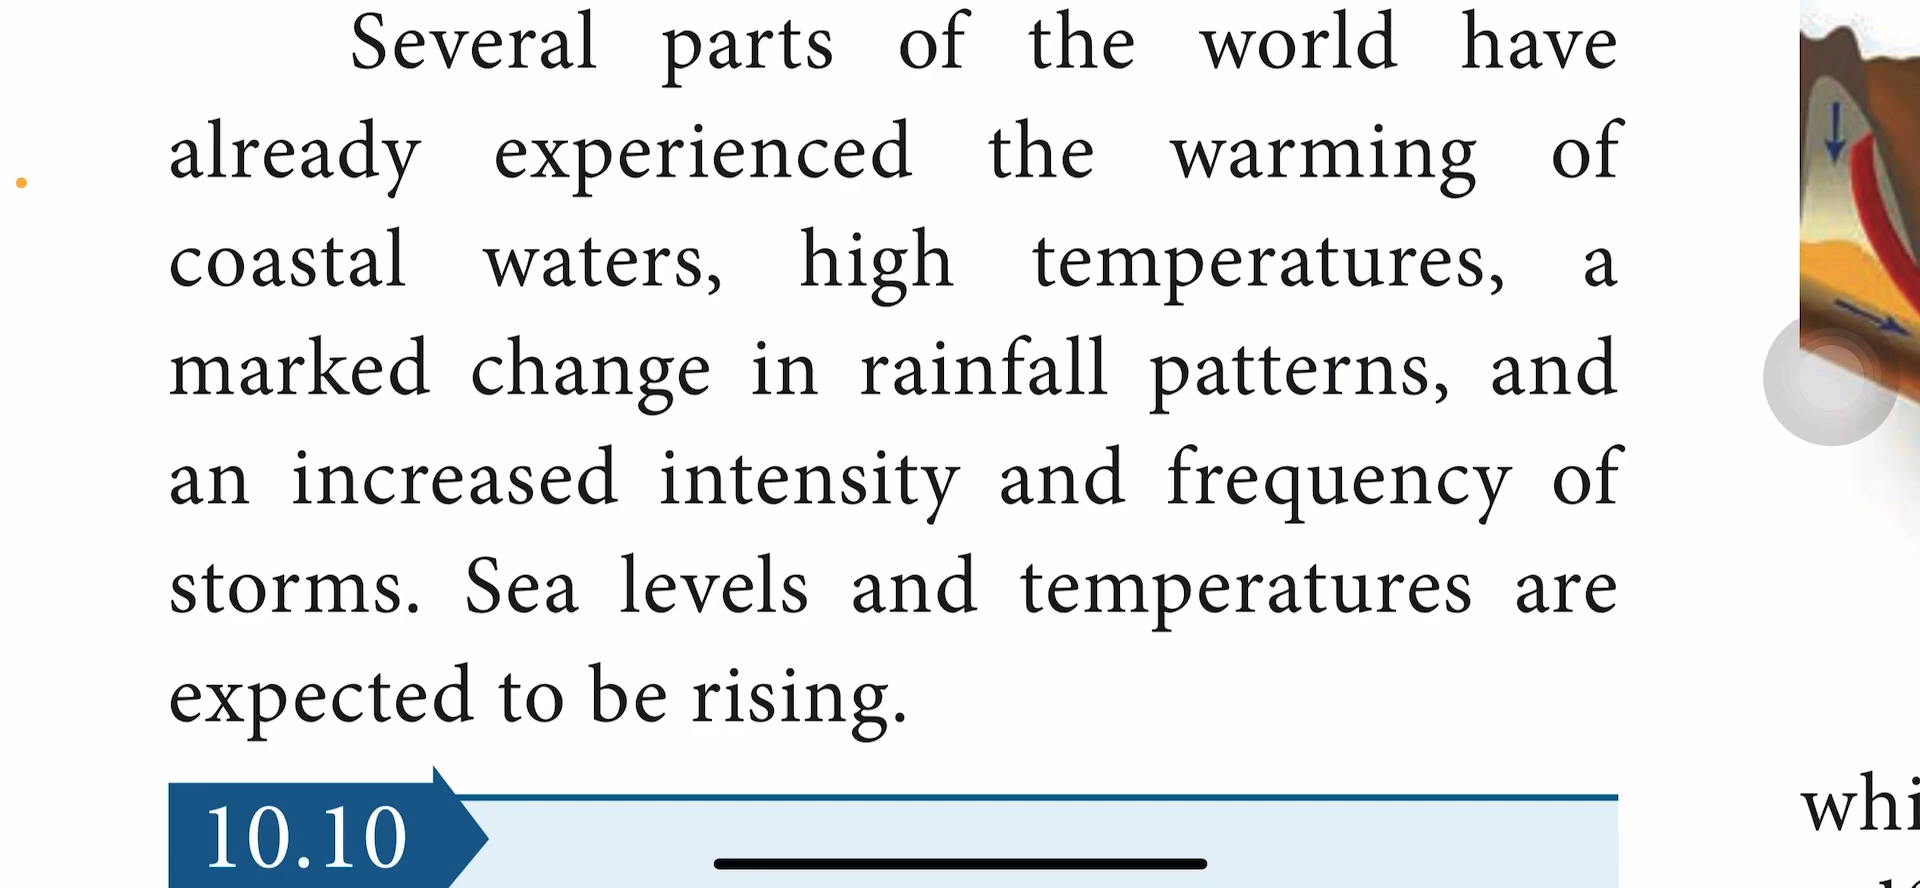 Several parts of the world have
already experienced the warming of
coastal waters, high temperatures, a
marked change in rainfall patterns, and
an increased intensity and frequency of
storms. Sea levels and temperatures are
expected to be rising.
10.10
whi